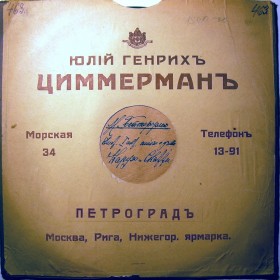 ЮЛІЙ ГЕНРИХЪ
ЦИММЕРМАНЪ
Морская
34
Телефонъ
13-91
ПЕТРОГРАДЪ
Москва, Рига, Нижегор. ярмарка.